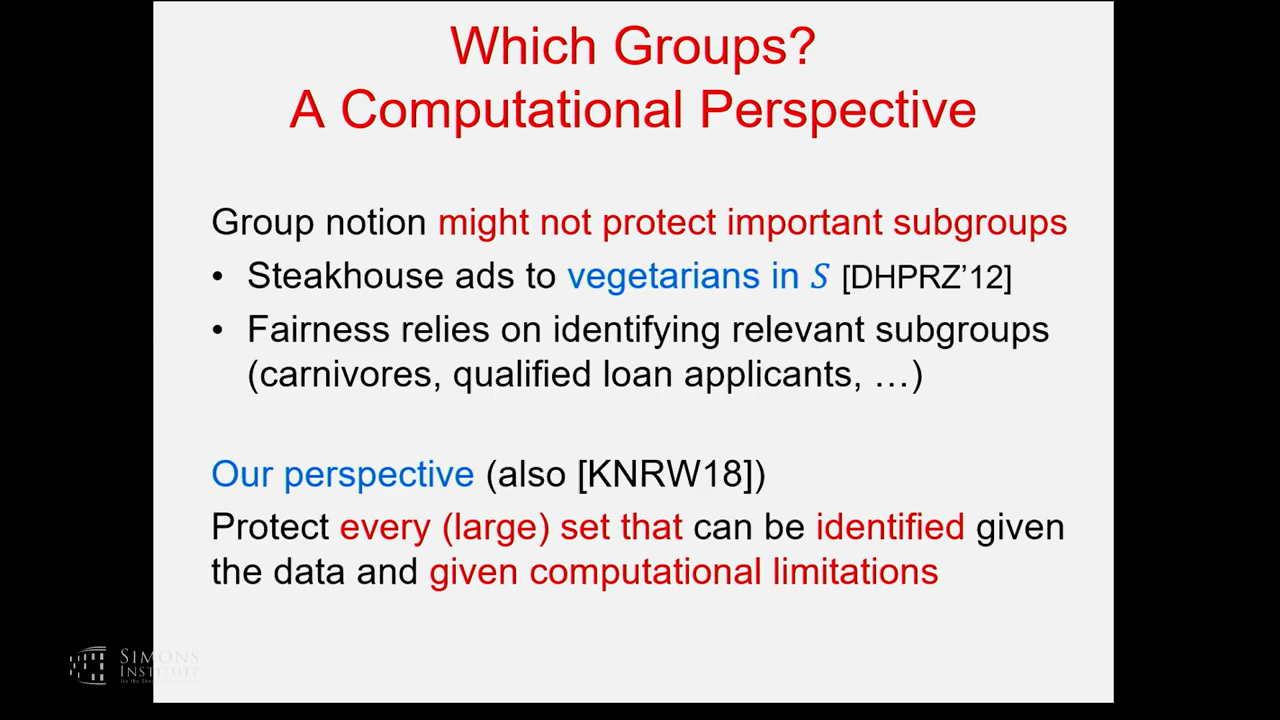 Which Groups?
A Computational Perspective
Group notion might not protect important subgroups
• Steakhouse ads to vegetarians in S [DHPRZ’12]
• Fairness relies on identifying relevant subgroups
(carnivores, qualified loan applicants, …)
Our perspective (also [KNRW18])
Protect every (large) set that can be identified given
the data and given computational limitations
SIMONS
INSTITUTE